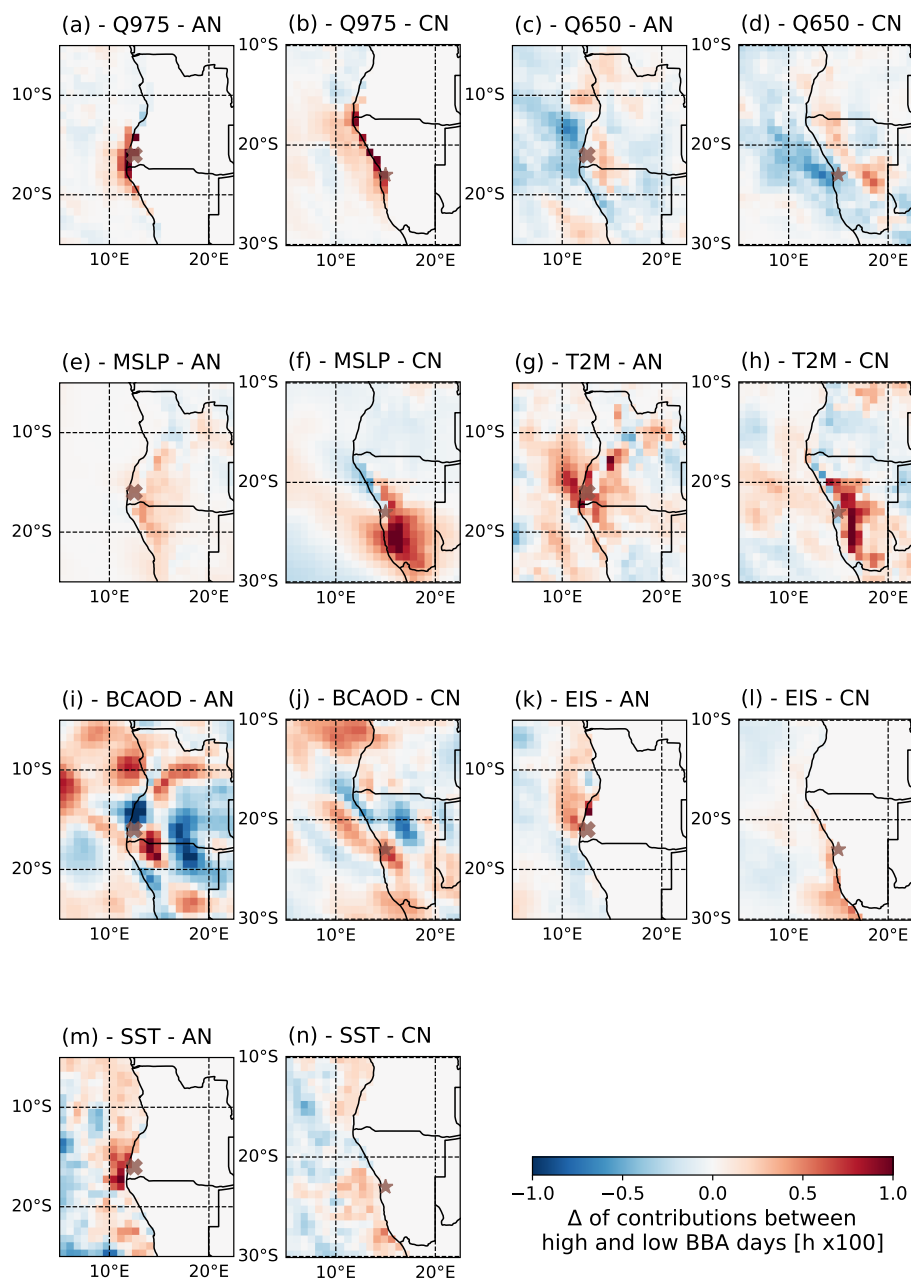 (a) - Q975 - AN
(b) - Q975 - CN
(c) - Q650 - AN
(d) - Q650 - CN
10°S
10°S
10°S
10°S
20°S
20°S
20°S
20°S
30°S
30°S
10°E 20°E
10°E 20°E
10°E 20°E
10°E 20°E
(e) - MSLP - AN
(f) - MSLP - CN
(g) - T2M - AN
(h) - T2M - CN
10°S
10°S
10°S
10°S
20°S
20°S
20°S
20°S
30°S
30°S
10°E 20°E
10°E 20°E
10°E 20°E
10°E 20°E
(i) - BCAOD - AN
(j) - BCAOD - CN
(k) - EIS - AN
(l) - EIS - CN
10°S
10°S
10°S
10°S
20°S
20°S
20°S
20°S
30°S
30°S
10°E 20°E
10°E 20°E
10°E 20°E
10°E 20°E
(m) - SST - AN
(n) - SST - CN
10°S
10°S
20°S
20°S
30°S
10°E 20°E
10°E 20°E
−1.0 −0.5 0.0 0.5 1.0
Δ of contributions between
high and low BBA days [h x100]